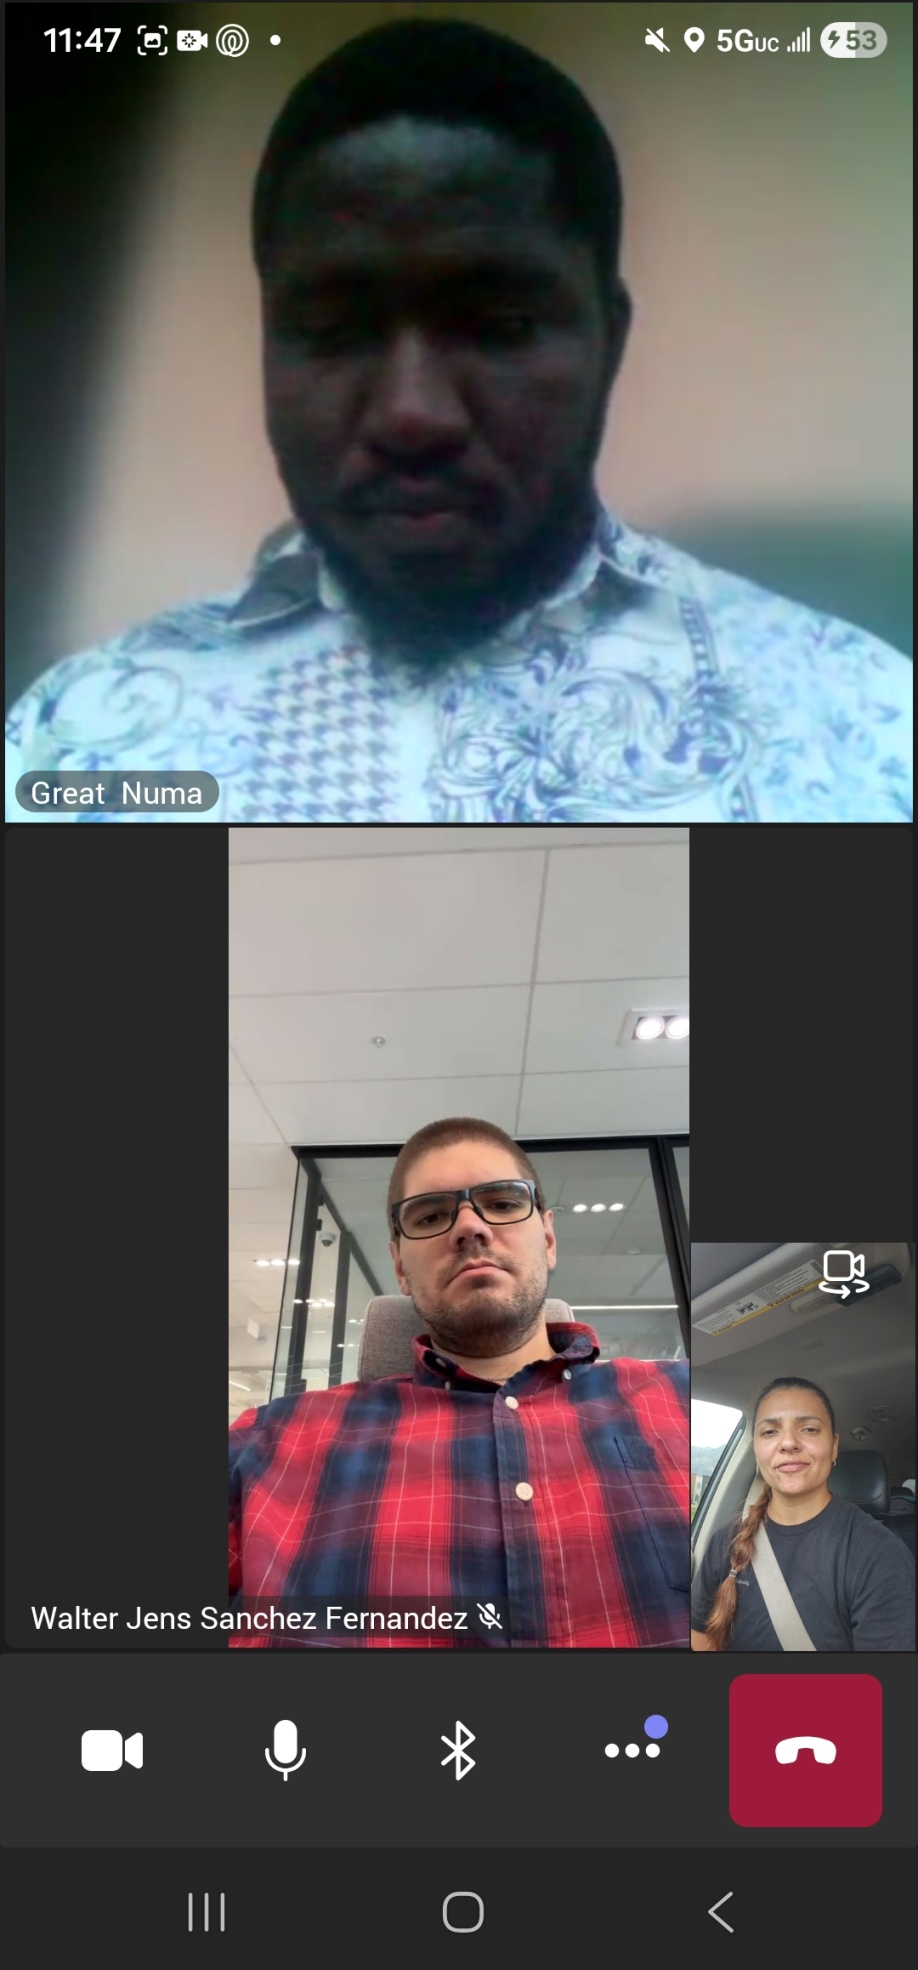 11:47
5GUC
53
Great Numa
Walter Jens Sanchez Fernandez